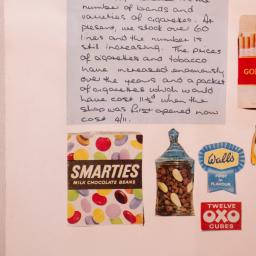 number of brands and
varieties of cigarettes. At
present, we stock over 60
lines and the number is
still increasing. The prices
of cigarettes and tobacco
have increased enormously
over the years and a packet
of cigarettes which would
have cost 11½d when the
shop was first opened now
cost 4/11.
GOL
SMARTIES
MILK CHOCOLATE BEANS
Wall's
FIRST
in
FLAVOUR
TWELVE
OXO
CUBES